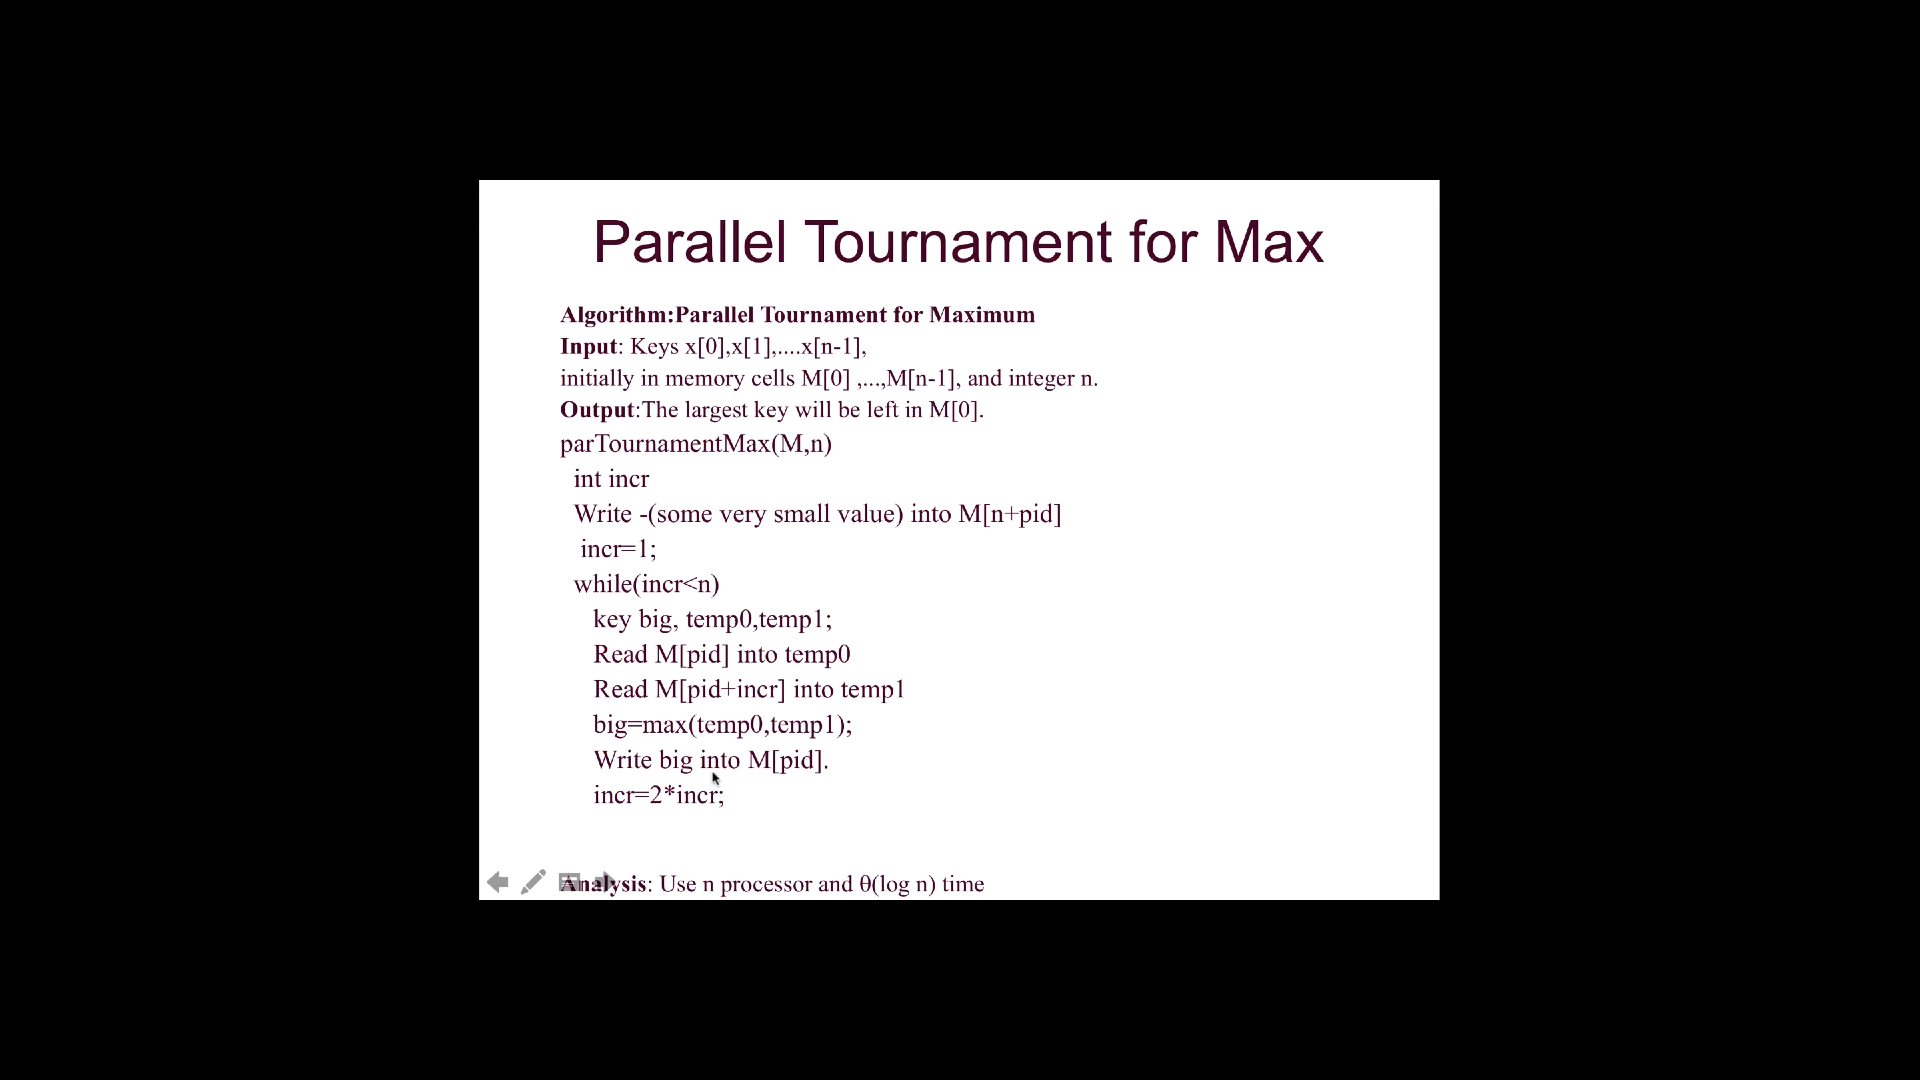 Parallel Tournament for Max
Algorithm:Parallel Tournament for Maximum
Input: Keys x[0],x[1],....x[n-1],
initially in memory cells M[0] ,...,M[n-1], and integer n.
Output:The largest key will be left in M[0].
parTournamentMax(M,n)
int incr
Write -(some very small value) into M[n+pid]
incr=1;
while(incr<n)
key big, temp0,temp1;
Read M[pid] into temp0
Read M[pid+incr] into temp1
big=max(temp0,temp1);
Write big into M[pid].
incr=2*incr;
Analysis: Use n processor and θ(log n) time